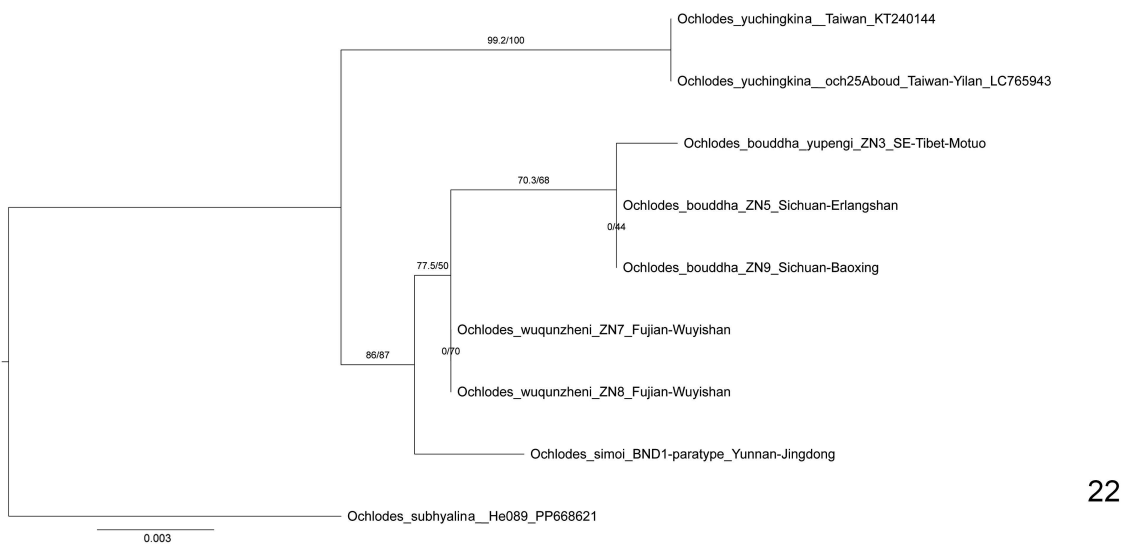 Ochlodes_yuchingkina__Taiwan_KT240144
99.2/100
Ochlodes_yuchingkina__och25Aboud_Taiwan-Yilan_LC765943
Ochlodes_bouddha_yupengi_ZN3_SE-Tibet-Motuo
70.3/68
Ochlodes_bouddha_ZN5_Sichuan-Erlangshan
0/44
Ochlodes_bouddha_ZN9_Sichuan-Baoxing
77.5/50
Ochlodes_wuqunzheni_ZN7_Fujian-Wuyishan
0/70
86/87
Ochlodes_wuqunzheni_ZN8_Fujian-Wuyishan
Ochlodes_simoi_BND1-paratype_Yunnan-Jingdong
22
Ochlodes_subhyalina__He089_PP668621
0.003